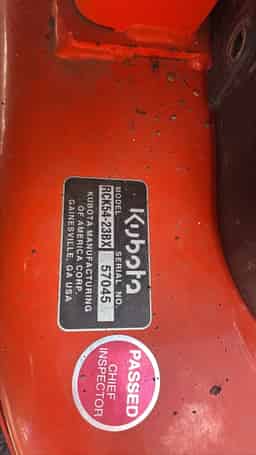 Kubota
MODEL SERIAL NO.
RCK54-23BX 57045
KUBOTA MANUFACTURING
OF AMERICA CORP.
GAINESVILLE, GA USA
PASSED
CHIEF
INSPECTOR